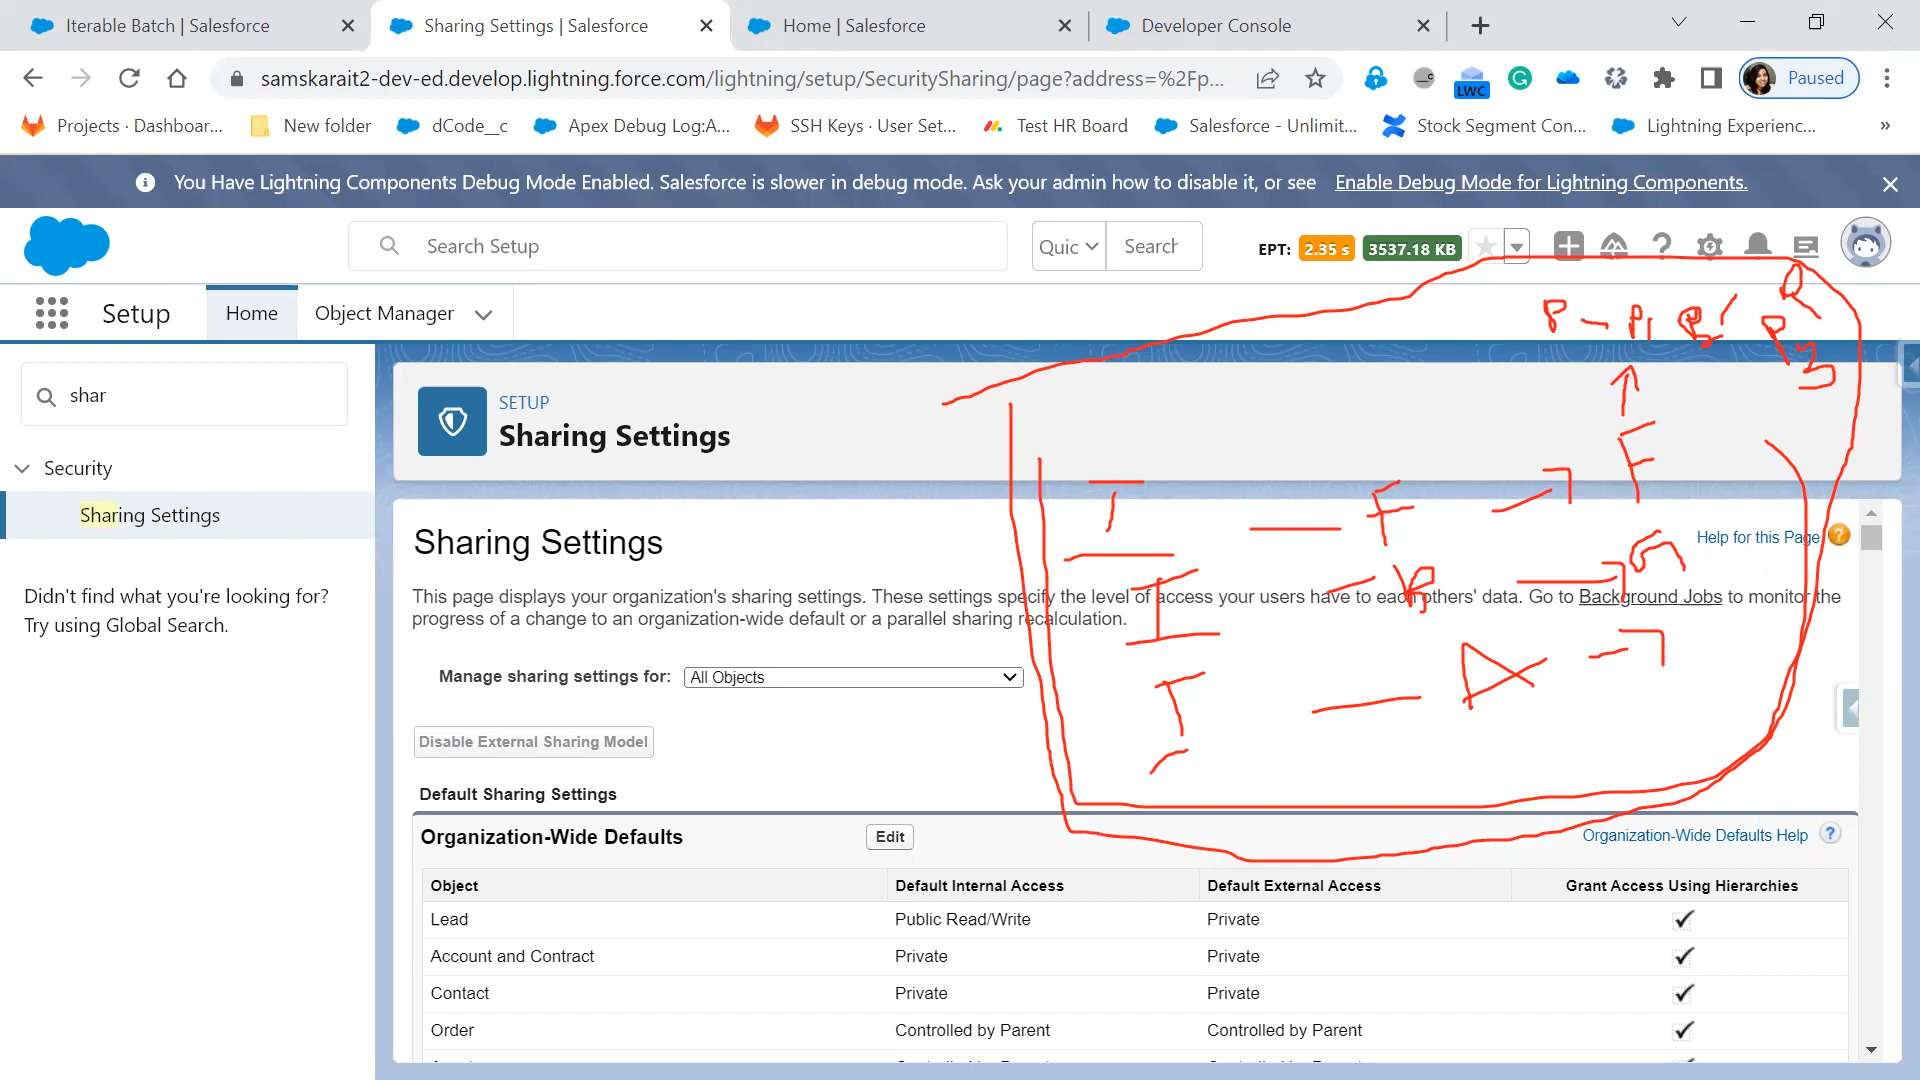 Iterable Batch | Salesforce
Sharing Settings | Salesforce
Home | Salesforce
Developer Console
samskarait2-dev-ed.develop.lightning.force.com/lightning/setup/SecuritySharing/page?address=%2Fp...
LWC
Paused
Projects · Dashboar...
New folder
dCode__c
Apex Debug Log:A...
SSH Keys · User Set...
Test HR Board
Salesforce - Unlimit...
Stock Segment Con...
Lightning Experienc...
»
You Have Lightning Components Debug Mode Enabled. Salesforce is slower in debug mode. Ask your admin how to disable it, or see Enable Debug Mode for Lightning Components.
Search Setup
Quic
Search
EPT: 2.35 s 3537.18 KB
Setup
Home
Object Manager
shar
Security
Sharing Settings
Didn't find what you're looking for?
Try using Global Search.
SETUP
Sharing Settings
Sharing Settings
Help for this Page
This page displays your organization's sharing settings. These settings specify the level of access your users have to each others' data. Go to Background Jobs to monitor the
progress of a change to an organization-wide default or a parallel sharing recalculation.
Manage sharing settings for: All Objects
Disable External Sharing Model
Default Sharing Settings
Organization-Wide Defaults
Edit
Organization-Wide Defaults Help
Object Default Internal Access Default External Access Grant Access Using Hierarchies
Lead Public Read/Write Private
Account and Contract Private Private
Contact Private Private
Order Controlled by Parent Controlled by Parent